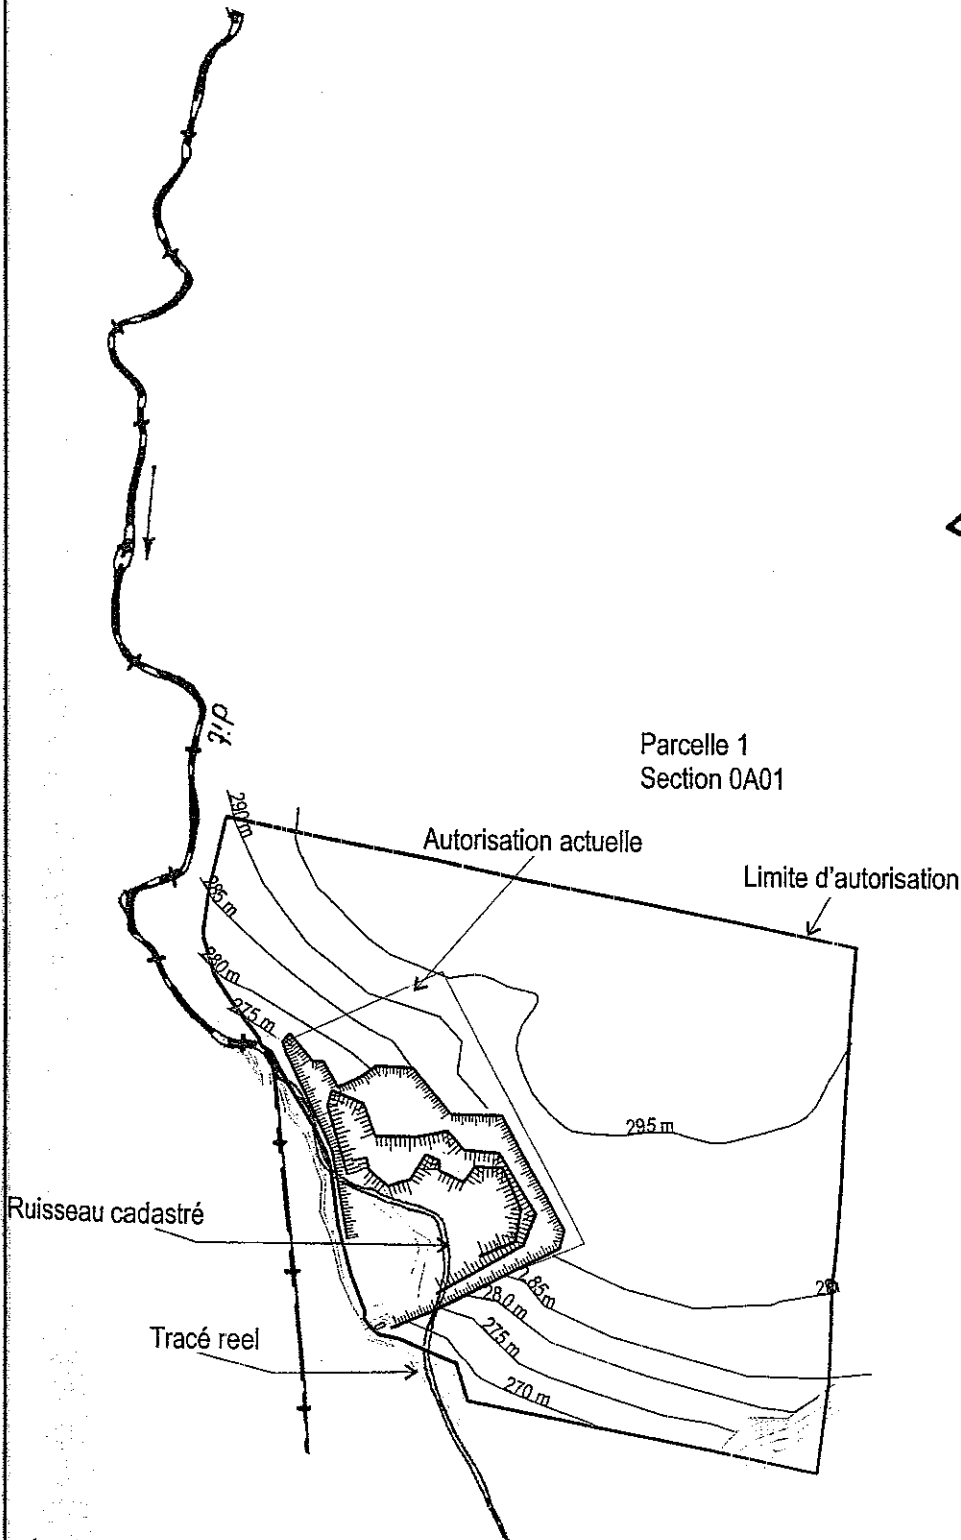 Parcelle 1
Section 0A01
290 m
Autorisation actuelle
Limite d'autorisation
285 m
280 m
275 m
295 m
Ruisseau cadastré
285 m
280 m
275 m
Tracé reel
270 m